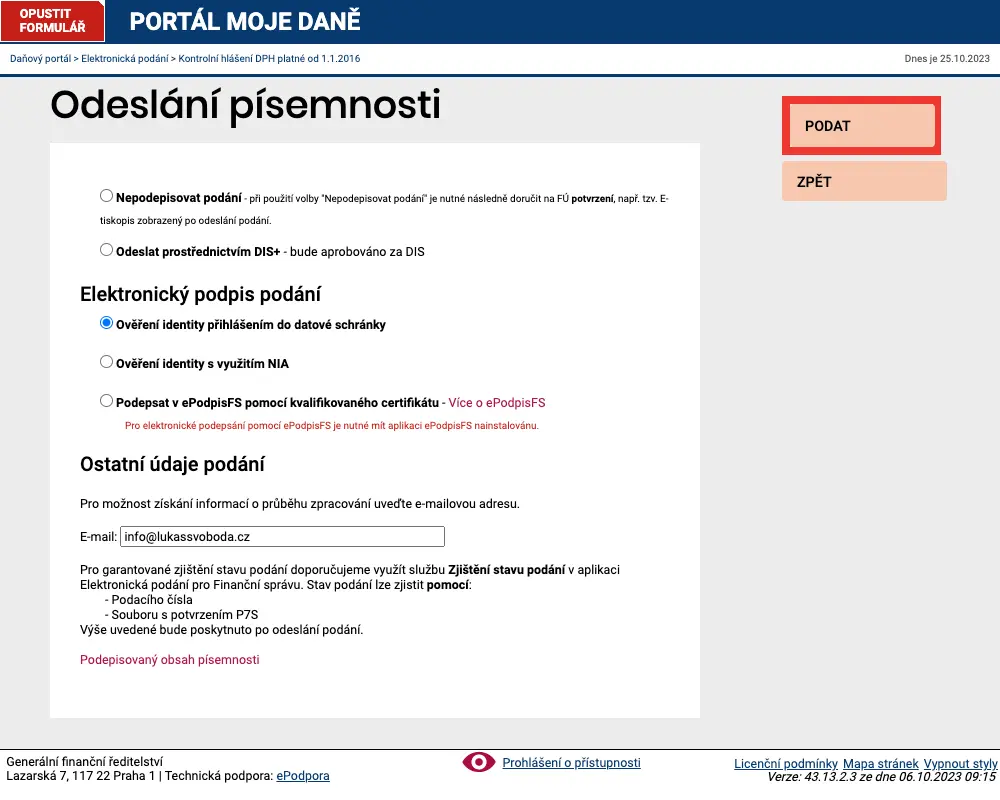 OPUSTIT
FORMULÁŘ
PORTÁL MOJE DANĚ
Daňový portál > Elektronická podání > Kontrolní hlášení DPH platné od 1.1.2016
Dnes je 25.10.2023
Odeslání písemnosti
PODAT
ZPĚT
Nepodepisovat podání - při použití volby "Nepodepisovat podání" je nutné následně doručit na FÚ potvrzení, např. tzv. E-
tiskopis zobrazený po odeslání podání.
Odeslat prostřednictvím DIS+ - bude aprobováno za DIS
Elektronický podpis podání
Ověření identity přihlášením do datové schránky
Ověření identity s využitím NIA
Podepsat v ePodpisFS pomocí kvalifikovaného certifikátu - Více o ePodpisFS
Pro elektronické podepsání pomocí ePodpisFS je nutné mít aplikaci ePodpisFS nainstalovánu.
Ostatní údaje podání
Pro možnost získání informací o průběhu zpracování uveďte e-mailovou adresu.
E-mail: info@lukassvoboda.cz
Pro garantované zjištění stavu podání doporučujeme využít službu Zjištění stavu podání v aplikaci
Elektronická podání pro Finanční správu. Stav podání lze zjistit pomocí:
- Podacího čísla
- Souboru s potvrzením P7S
Výše uvedené bude poskytnuto po odeslání podání.
Podepisovaný obsah písemnosti
Generální finanční ředitelství
Lazarská 7, 117 22 Praha 1 | Technická podpora: ePodpora
Prohlášení o přístupnosti
Licenční podmínky Mapa stránek Vypnout styly
Verze: 43.13.2.3 ze dne 06.10.2023 09:15